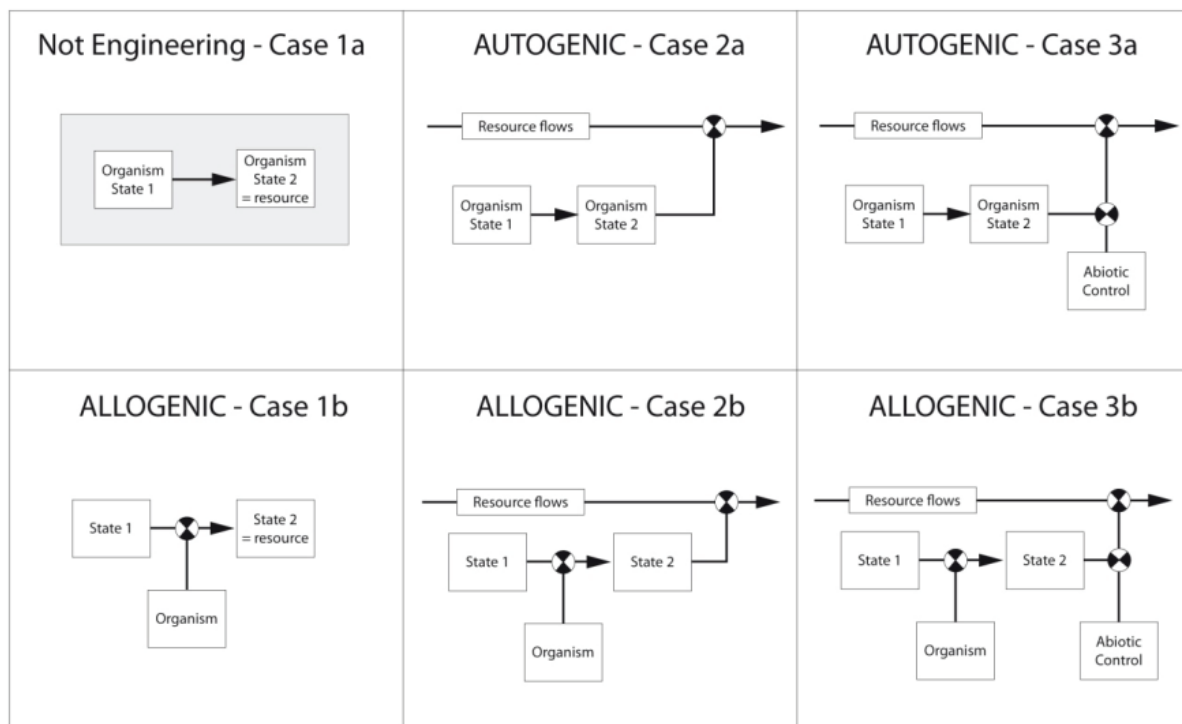 Not Engineering - Case 1a
Organism
State 1
Organism
State 2
= resource
AUTOGENIC - Case 2a
Resource flows
Organism
State 1
Organism
State 2
AUTOGENIC - Case 3a
Resource flows
Organism
State 1
Organism
State 2
Abiotic
Control
ALLOGENIC - Case 1b
State 1
State 2
= resource
Organism
ALLOGENIC - Case 2b
Resource flows
State 1
State 2
Organism
ALLOGENIC - Case 3b
Resource flows
State 1
State 2
Organism
Abiotic
Control